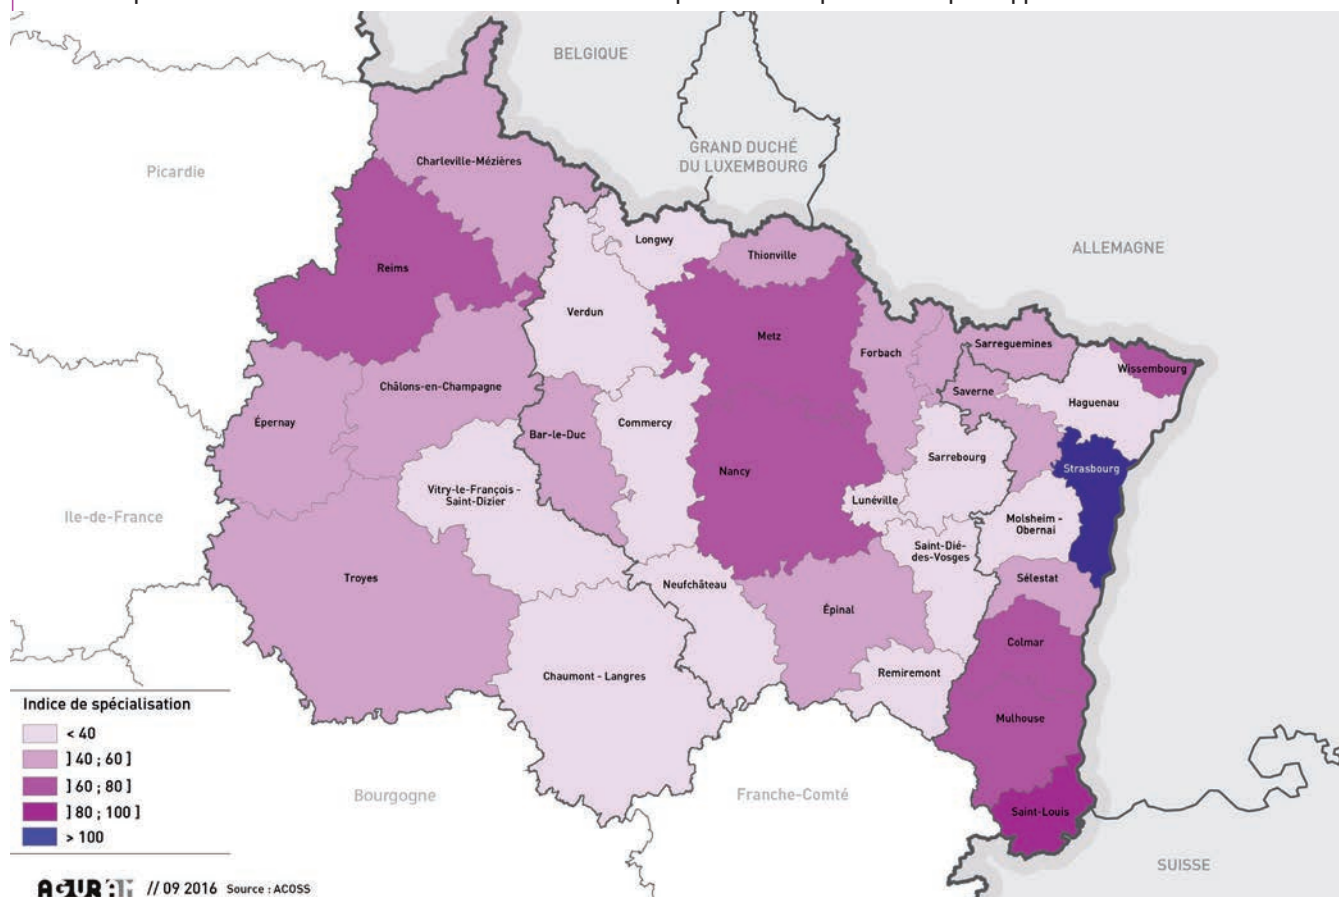 BELGIQUE
GRAND DUCHÉ
DU LUXEMBOURG
Picardie
Charleville-Mézières
Longwy
ALLEMAGNE
Thionville
Reims
Verdun
Metz
Sarreguemines
Forbach
Wissembourg
Châlons-en-Champagne
Saverne
Haguenau
Épernay
Commercy
Bar-le-Duc
Sarrebourg
Strasbourg
Nancy
Vitry-le-François -
Saint-Dizier
Lunéville
Ile-de-France
Molsheim -
Obernai
Saint-Dié-
des-Vosges
Troyes
Neufchâteau
Sélestat
Épinal
Colmar
Chaumont - Langres
Remiremont
Mulhouse
Saint-Louis
Bourgogne
Franche-Comté
SUISSE
Indice de spécialisation
< 40
] 40 ; 60 ]
] 60 ; 80 ]
] 80 ; 100 ]
> 100
// 09 2016 Source : ACOSS